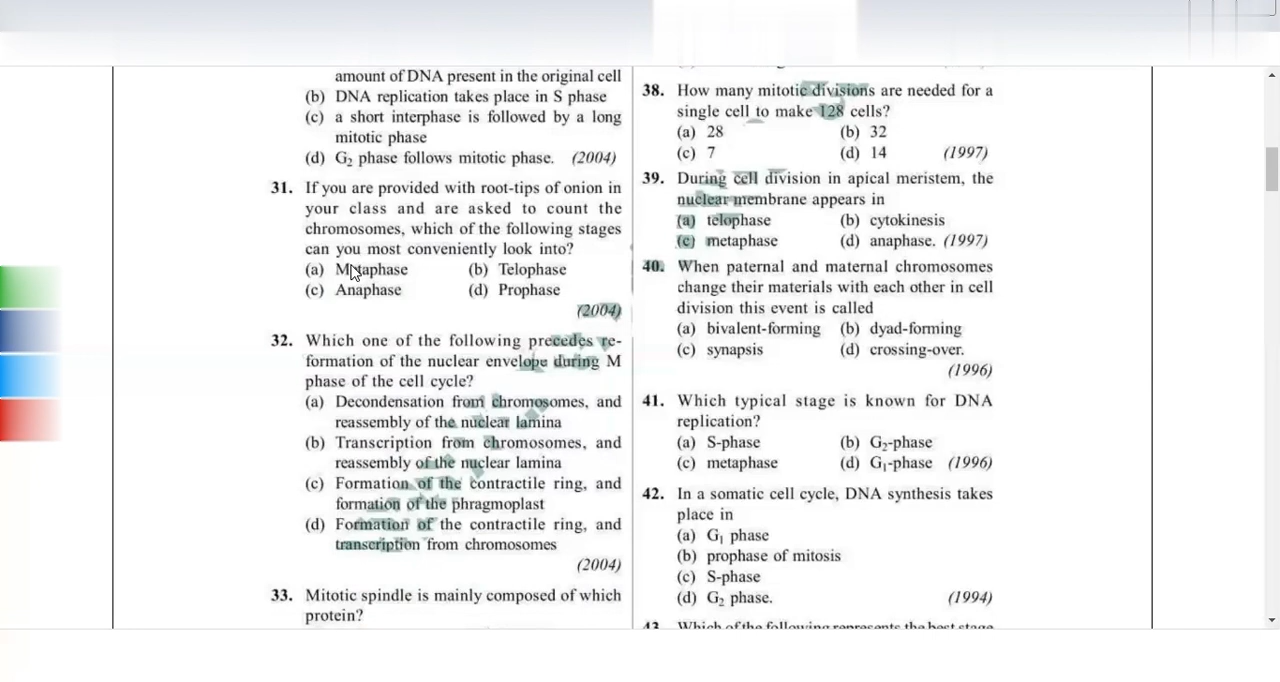 amount of DNA present in the original cell
(b) DNA replication takes place in S phase
(c) a short interphase is followed by a long
mitotic phase
(d) G₂ phase follows mitotic phase. (2004)
31. If you are provided with root-tips of onion in
your class and are asked to count the
chromosomes, which of the following stages
can you most conveniently look into?
(a) Metaphase (b) Telophase
(c) Anaphase (d) Prophase
(2004)
32. Which one of the following precedes re-
formation of the nuclear envelope during M
phase of the cell cycle?
(a) Decondensation from chromosomes, and
reassembly of the nuclear lamina
(b) Transcription from chromosomes, and
reassembly of the nuclear lamina
(c) Formation of the contractile ring, and
formation of the phragmoplast
(d) Formation of the contractile ring, and
transcription from chromosomes
(2004)
33. Mitotic spindle is mainly composed of which
protein?
38. How many mitotic divisions are needed for a
single cell to make 128 cells?
(a) 28 (b) 32
(c) 7 (d) 14 (1997)
39. During cell division in apical meristem, the
nuclear membrane appears in
(a) telophase (b) cytokinesis
(c) metaphase (d) anaphase. (1997)
40. When paternal and maternal chromosomes
change their materials with each other in cell
division this event is called
(a) bivalent-forming (b) dyad-forming
(c) synapsis (d) crossing-over.
(1996)
41. Which typical stage is known for DNA
replication?
(a) S-phase (b) G₂-phase
(c) metaphase (d) G₁-phase (1996)
42. In a somatic cell cycle, DNA synthesis takes
place in
(a) G₁ phase
(b) prophase of mitosis
(c) S-phase
(d) G₂ phase. (1994)
43. Which of the following represents the best stage